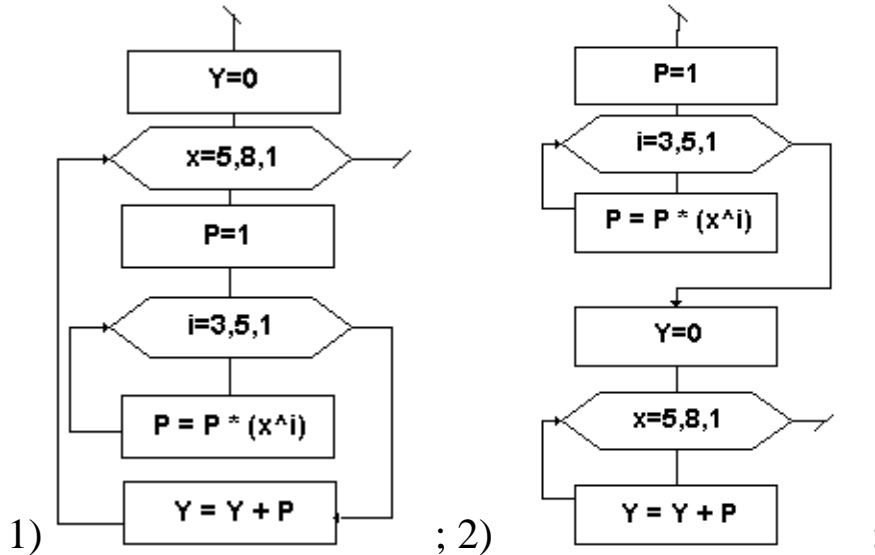 Y=0
x=5,8,1
P=1
i=3,5,1
P = P * (x^i)
Y = Y + P
1)
P=1
i=3,5,1
P = P * (x^i)
Y=0
x=5,8,1
Y = Y + P
; 2)